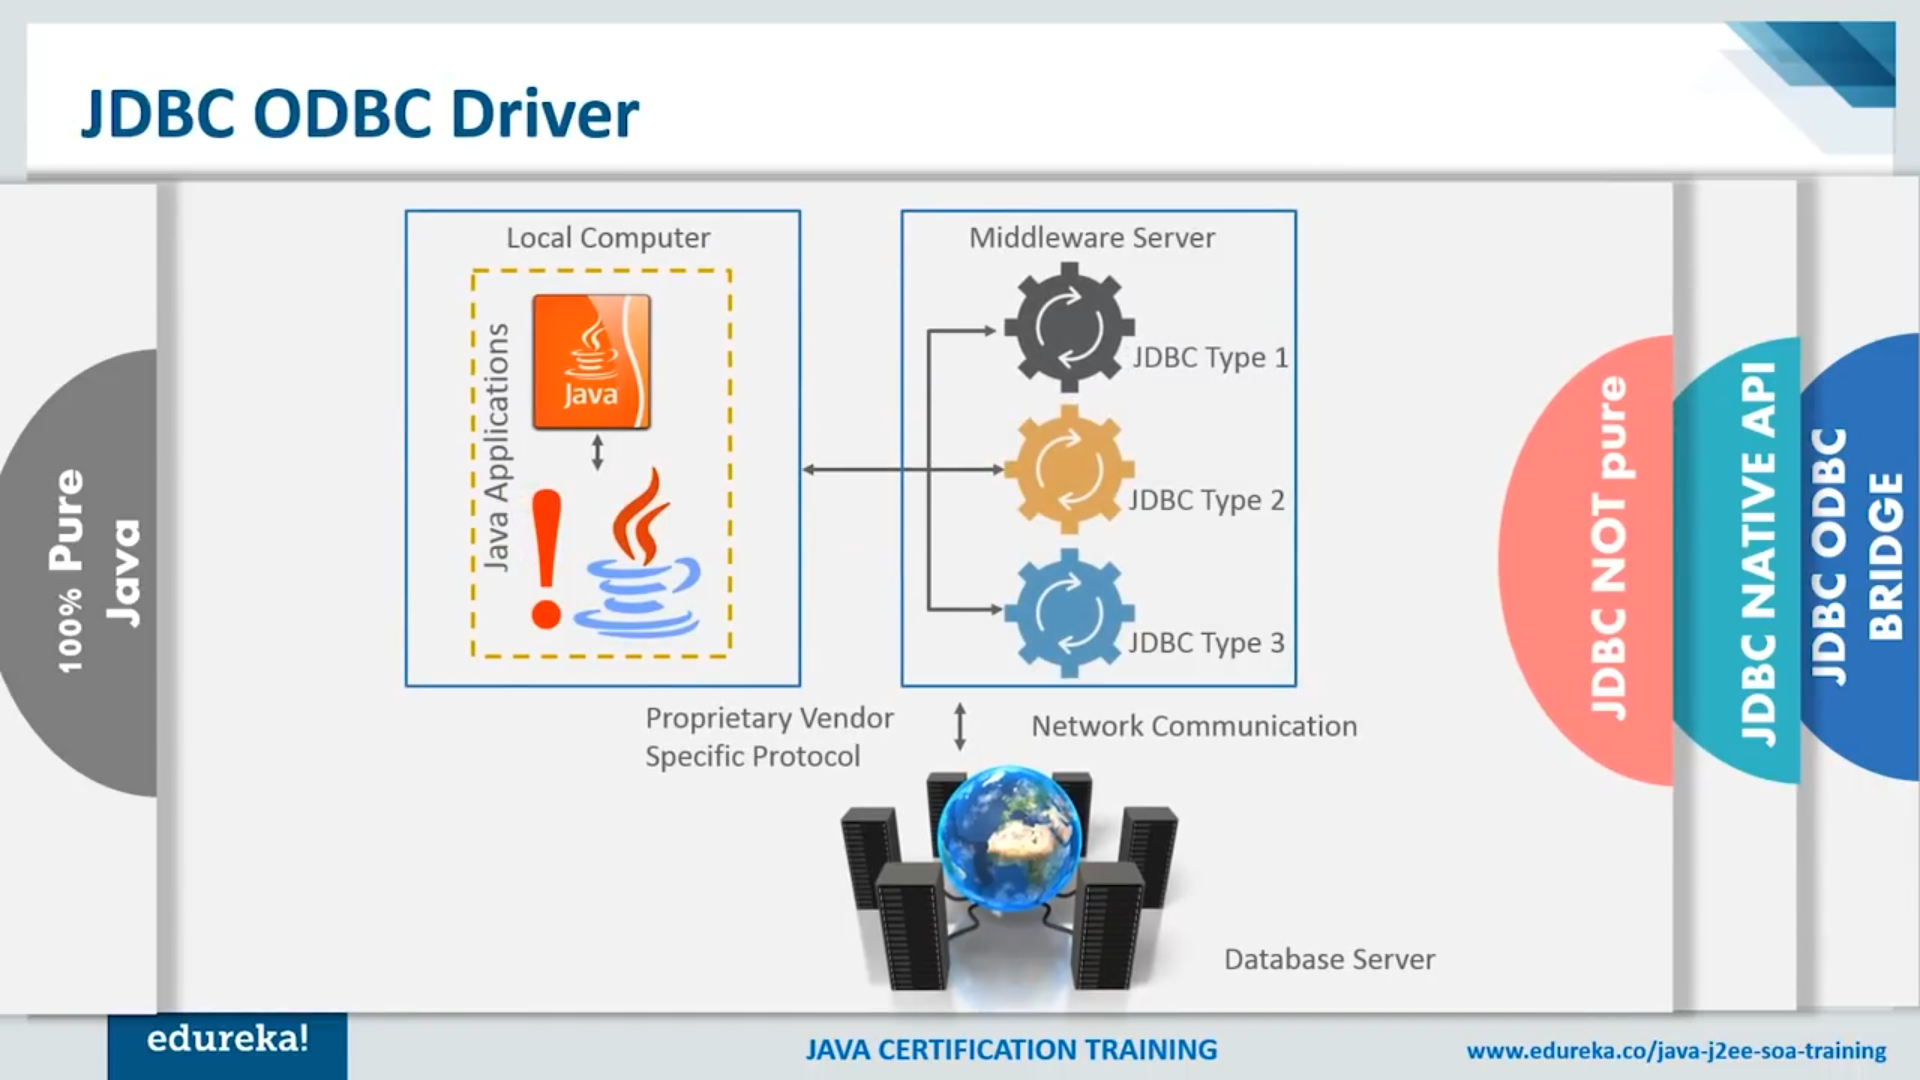 JDBC ODBC Driver
Local Computer
Java Applications
Java
Middleware Server
JDBC Type 1
JDBC Type 2
JDBC Type 3
Proprietary Vendor
Specific Protocol
Network Communication
Database Server
100% Pure
Java
JDBC NOT pure
JDBC NATIVE API
JDBC ODBC
BRIDGE
edureka!
JAVA CERTIFICATION TRAINING
www.edureka.co/java-j2ee-soa-training